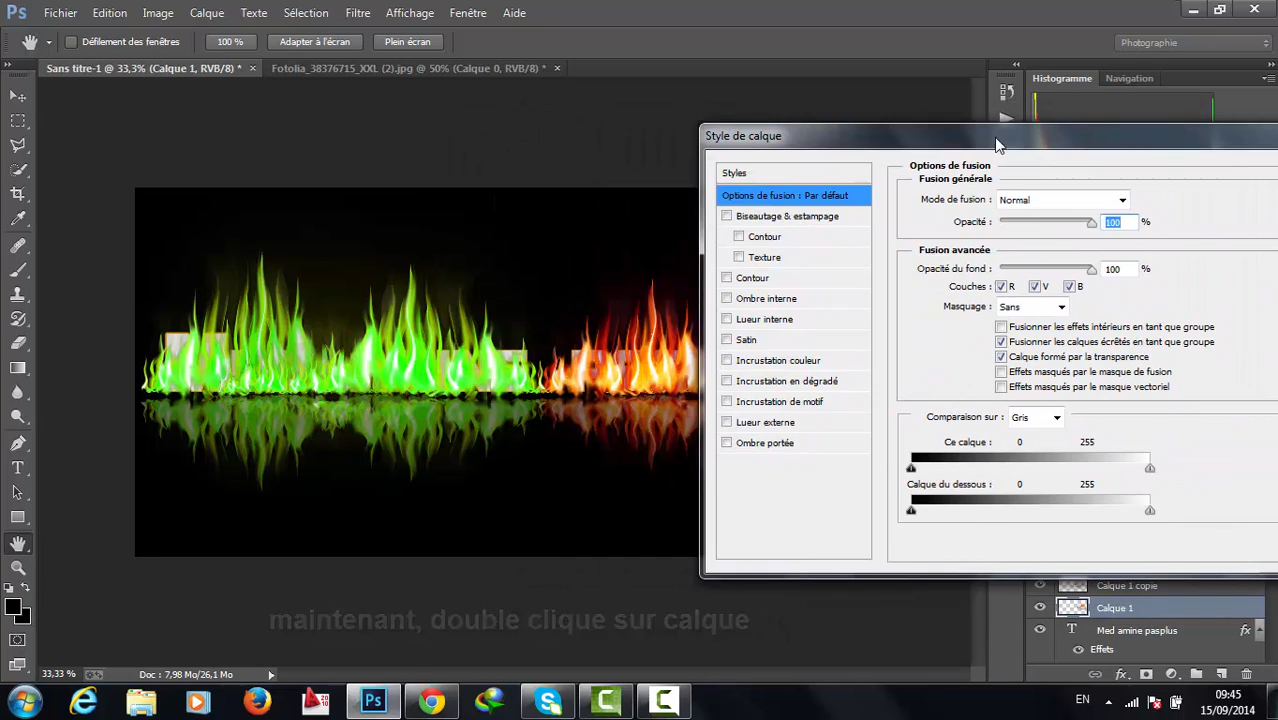 Ps Fichier Edition Image Calque Texte Sélection Filtre Affichage Fenêtre Aide
Défilement des fenêtres 100 % Adapter à l'écran Plein écran Photographie
Sans titre-1 @ 33,3% (Calque 1, RVB/8) * × Fotolia_38376715_XXL (2).jpg @ 50% (Calque 0, RVB/8) * ×
Histogramme Navigation
Style de calque
Styles
Options de fusion : Par défaut
Biseautage & estampage
Contour
Texture
Contour
Ombre interne
Lueur interne
Satin
Incrustation couleur
Incrustation en dégradé
Incrustation de motif
Lueur externe
Ombre portée
Options de fusion
Fusion générale
Mode de fusion : Normal
Opacité : 100 %
Fusion avancée
Opacité du fond : 100 %
Couches : R V B
Masquage : Sans
Fusionner les effets intérieurs en tant que groupe
Fusionner les calques écrêtés en tant que groupe
Calque formé par la transparence
Effets masqués par le masque de fusion
Effets masqués par le masque vectoriel
Comparaison sur : Gris
Ce calque : 0 255
Calque du dessous : 0 255
Calque 1 copie
Calque 1
T Med amine pasplus fx
Effets
maintenant, double clique sur calque
33,33 % Doc : 7,98 Mo/26,1 Mo
EN 09:45
15/09/2014